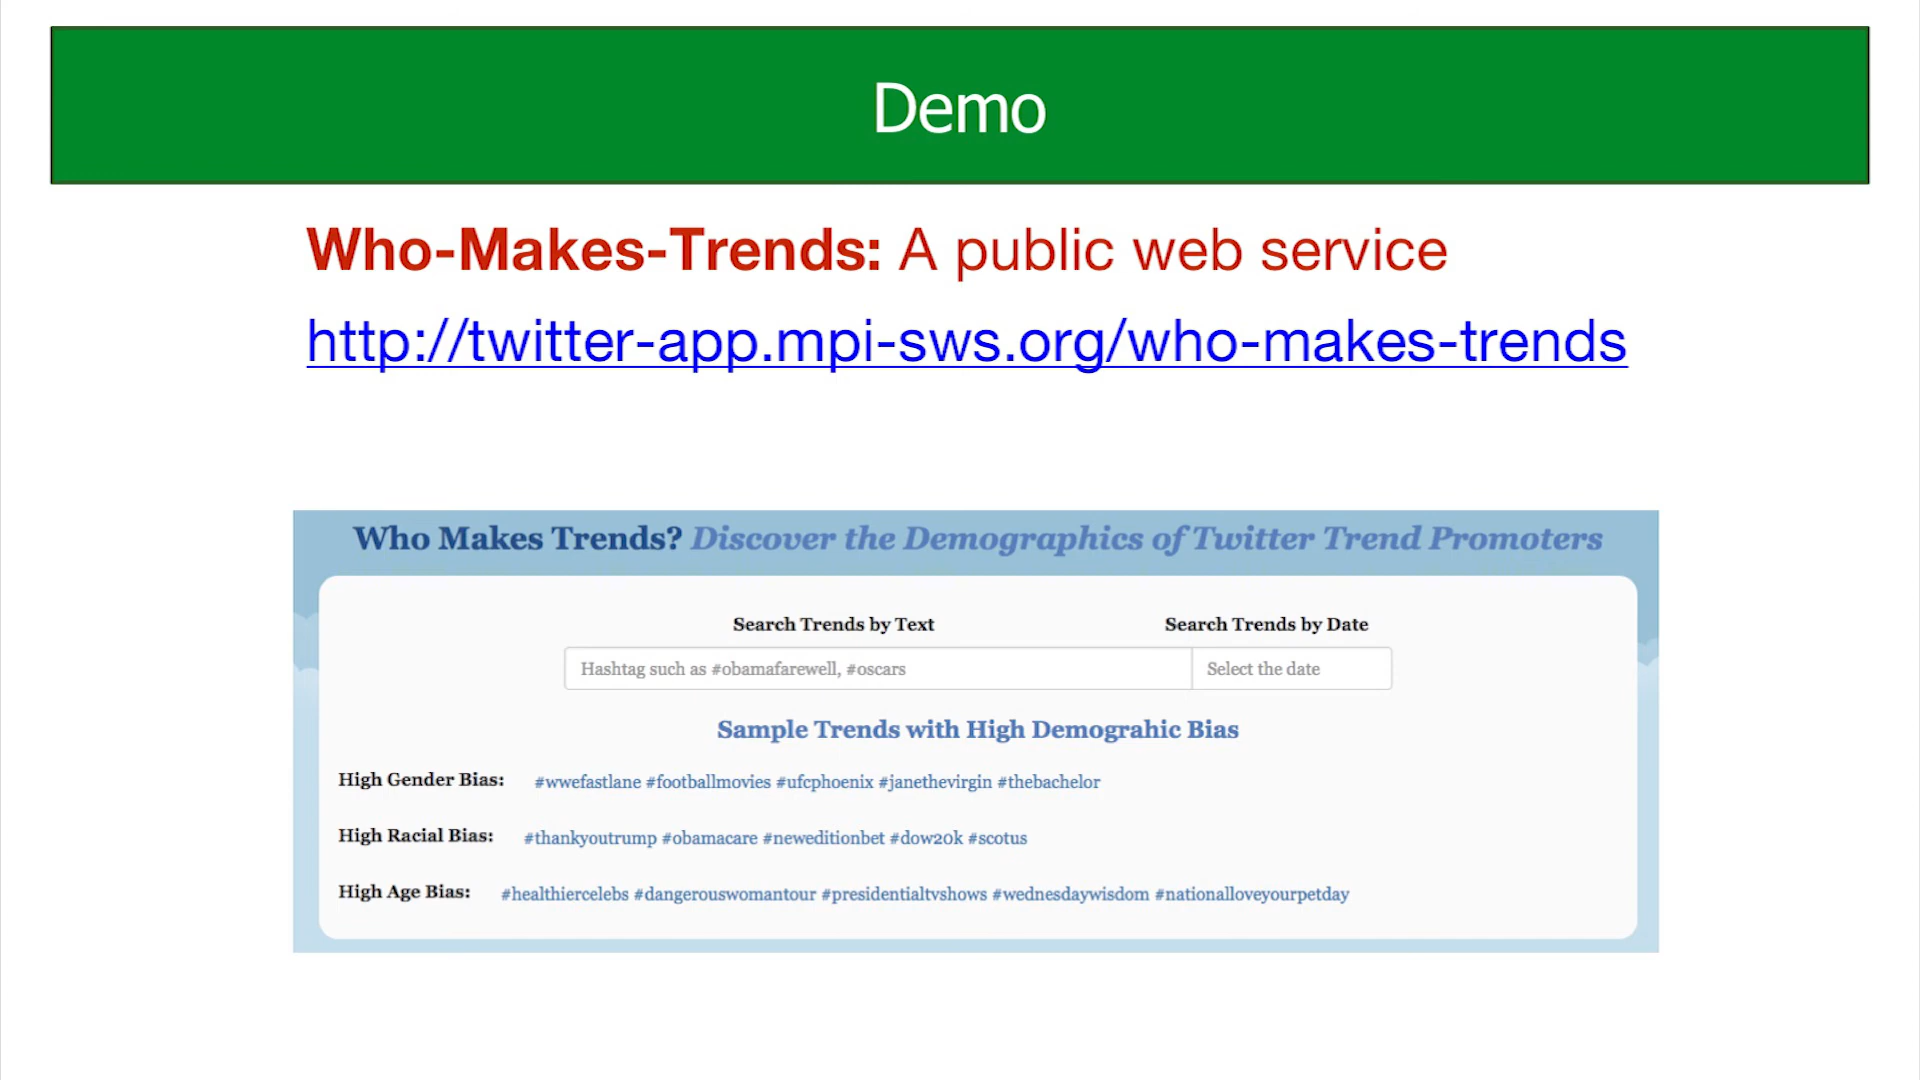 Demo
Who-Makes-Trends: A public web service
http://twitter-app.mpi-sws.org/who-makes-trends
Who Makes Trends? Discover the Demographics of Twitter Trend Promoters
Search Trends by Text Search Trends by Date
Hashtag such as #obamafarewell, #oscars Select the date
Sample Trends with High Demograhic Bias
High Gender Bias: #wwefastlane #footballmovies #ufcphoenix #janethevirgin #thebachelor
High Racial Bias: #thankyoutrump #obamacare #neweditionbet #dow20k #scotus
High Age Bias: #healthiercelebs #dangerouswomantour #presidentialtvshows #wednesdaywisdom #nationalloveyourpetday